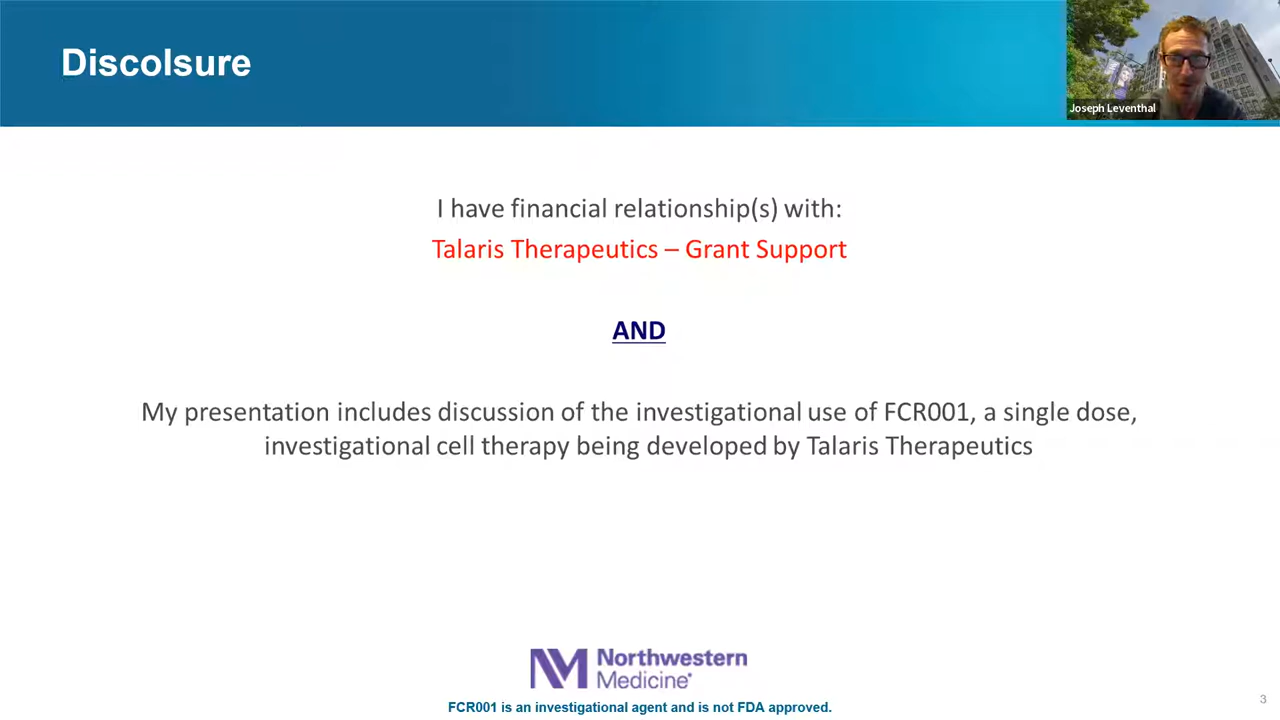 Discolsure
Joseph Leventhal
I have financial relationship(s) with:
Talaris Therapeutics – Grant Support
AND
My presentation includes discussion of the investigational use of FCR001, a single dose,
investigational cell therapy being developed by Talaris Therapeutics
NM Northwestern
Medicine®
FCR001 is an investigational agent and is not FDA approved.
3